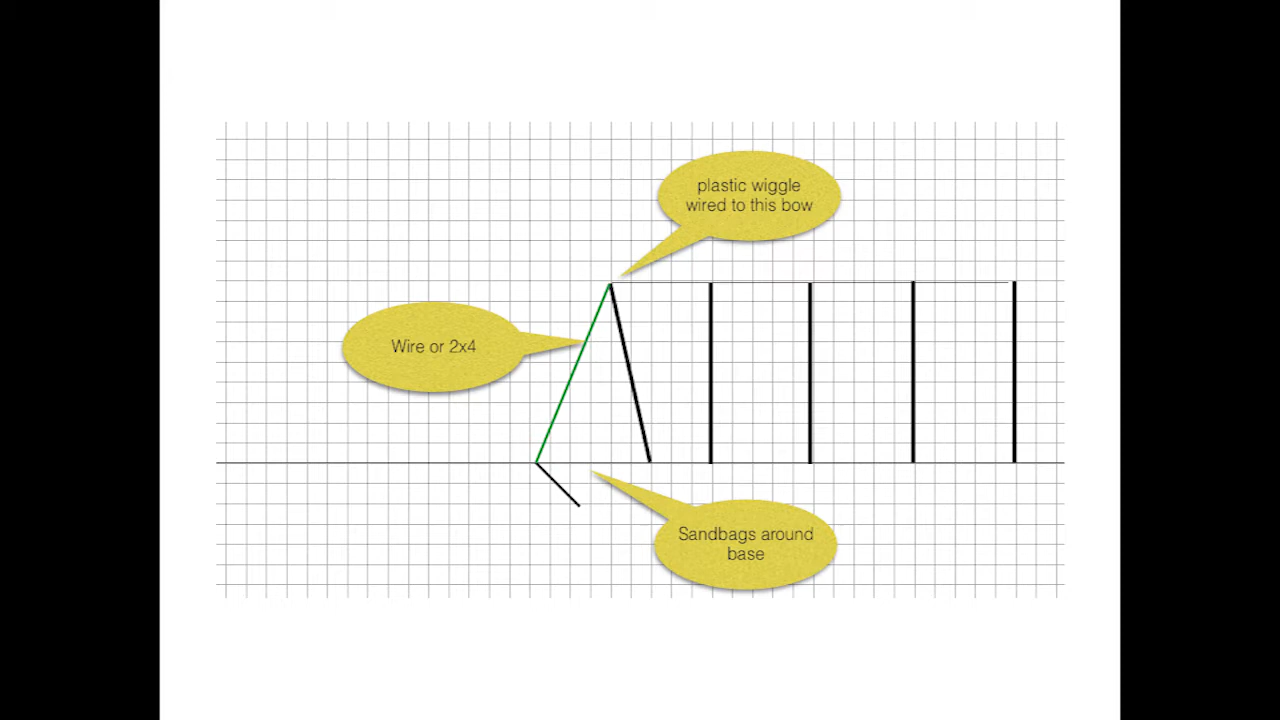 plastic wiggle
wired to this bow
Wire or 2x4
Sandbags around
base